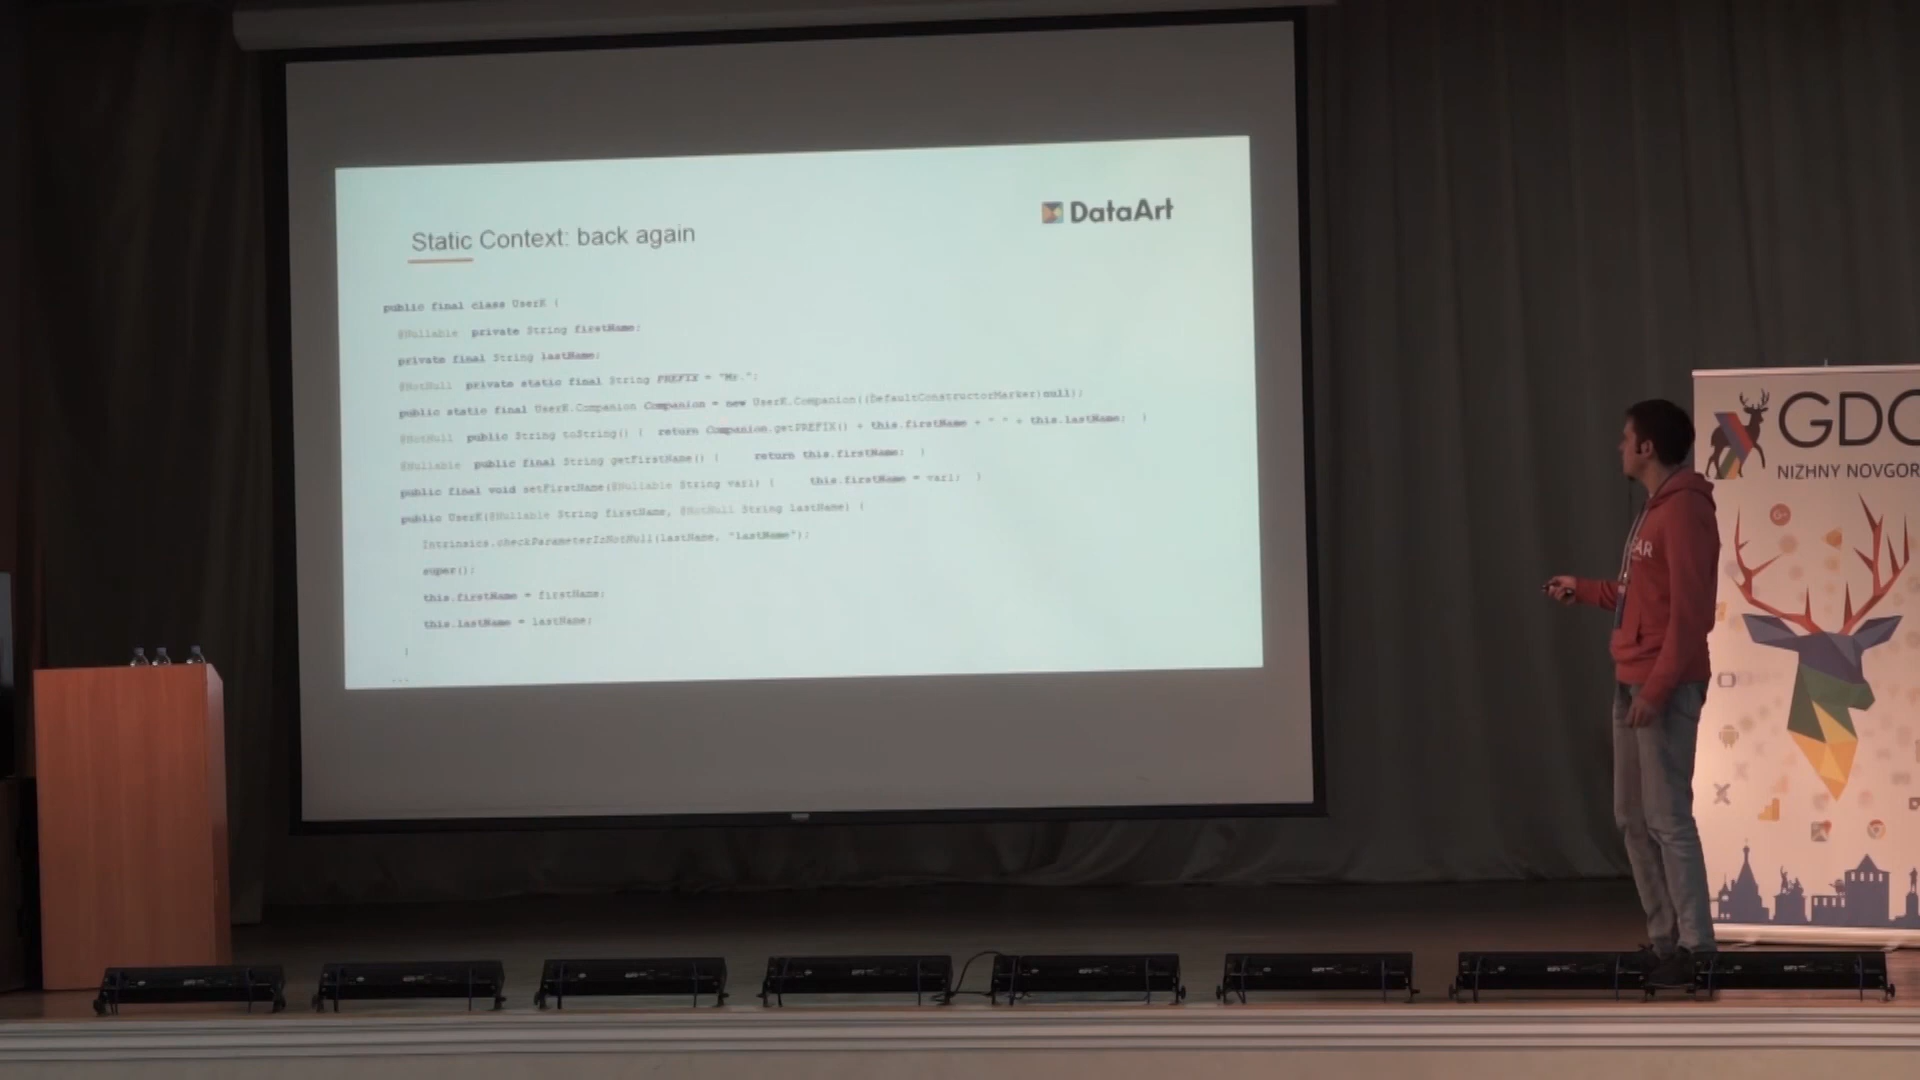 DataArt
Static Context: back again
public final class UserK {
@Nullable private String firstName;
private final String lastName;
@NotNull private static final String PREFIX = "Mr.";
public static final UserK.Companion Companion = new UserK.Companion((DefaultConstructorMarker)null);
@NotNull public String toString() { return Companion.getPREFIX() + this.firstName + " " + this.lastName; }
@Nullable public final String getFirstName() { return this.firstName; }
public final void setFirstName(@Nullable String var1) { this.firstName = var1; }
public UserK(@Nullable String firstName, @NotNull String lastName) {
Intrinsics.checkParameterIsNotNull(lastName, "lastName");
super();
this.firstName = firstName;
this.lastName = lastName;
}
...
GDG
NIZHNY NOVGOR
G+